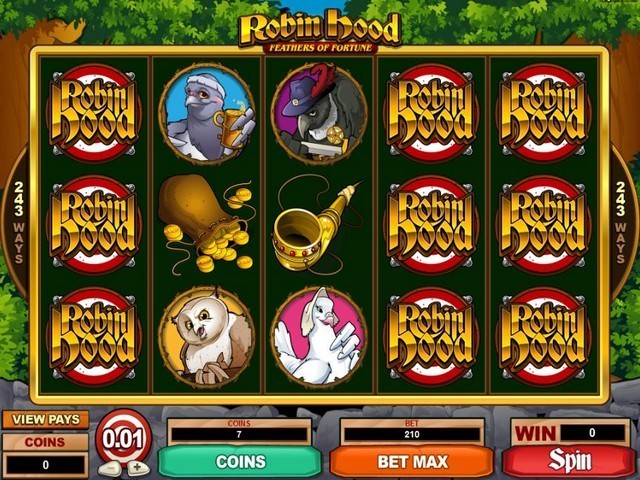 Robin Hood
FEATHERS OF FORTUNE
Robin Hood
Robin Hood
Robin Hood
243 WAYS
243 WAYS
Robin Hood
Robin Hood
Robin Hood
Robin Hood
Robin Hood
Robin Hood
VIEW PAYS
COINS
0
0.01
- +
COINS
7
COINS
BET
210
BET MAX
WIN 0
Spin